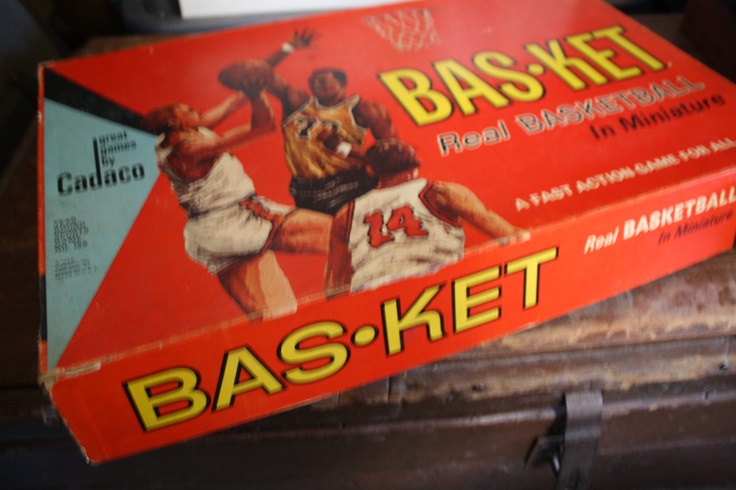 great
games
by
Cadaco
BAS•KET
Real BASKETBALL
In Miniature
A FAST ACTION GAME FOR ALL
7
14
BAS•KET
Real BASKETBALL
In Miniature